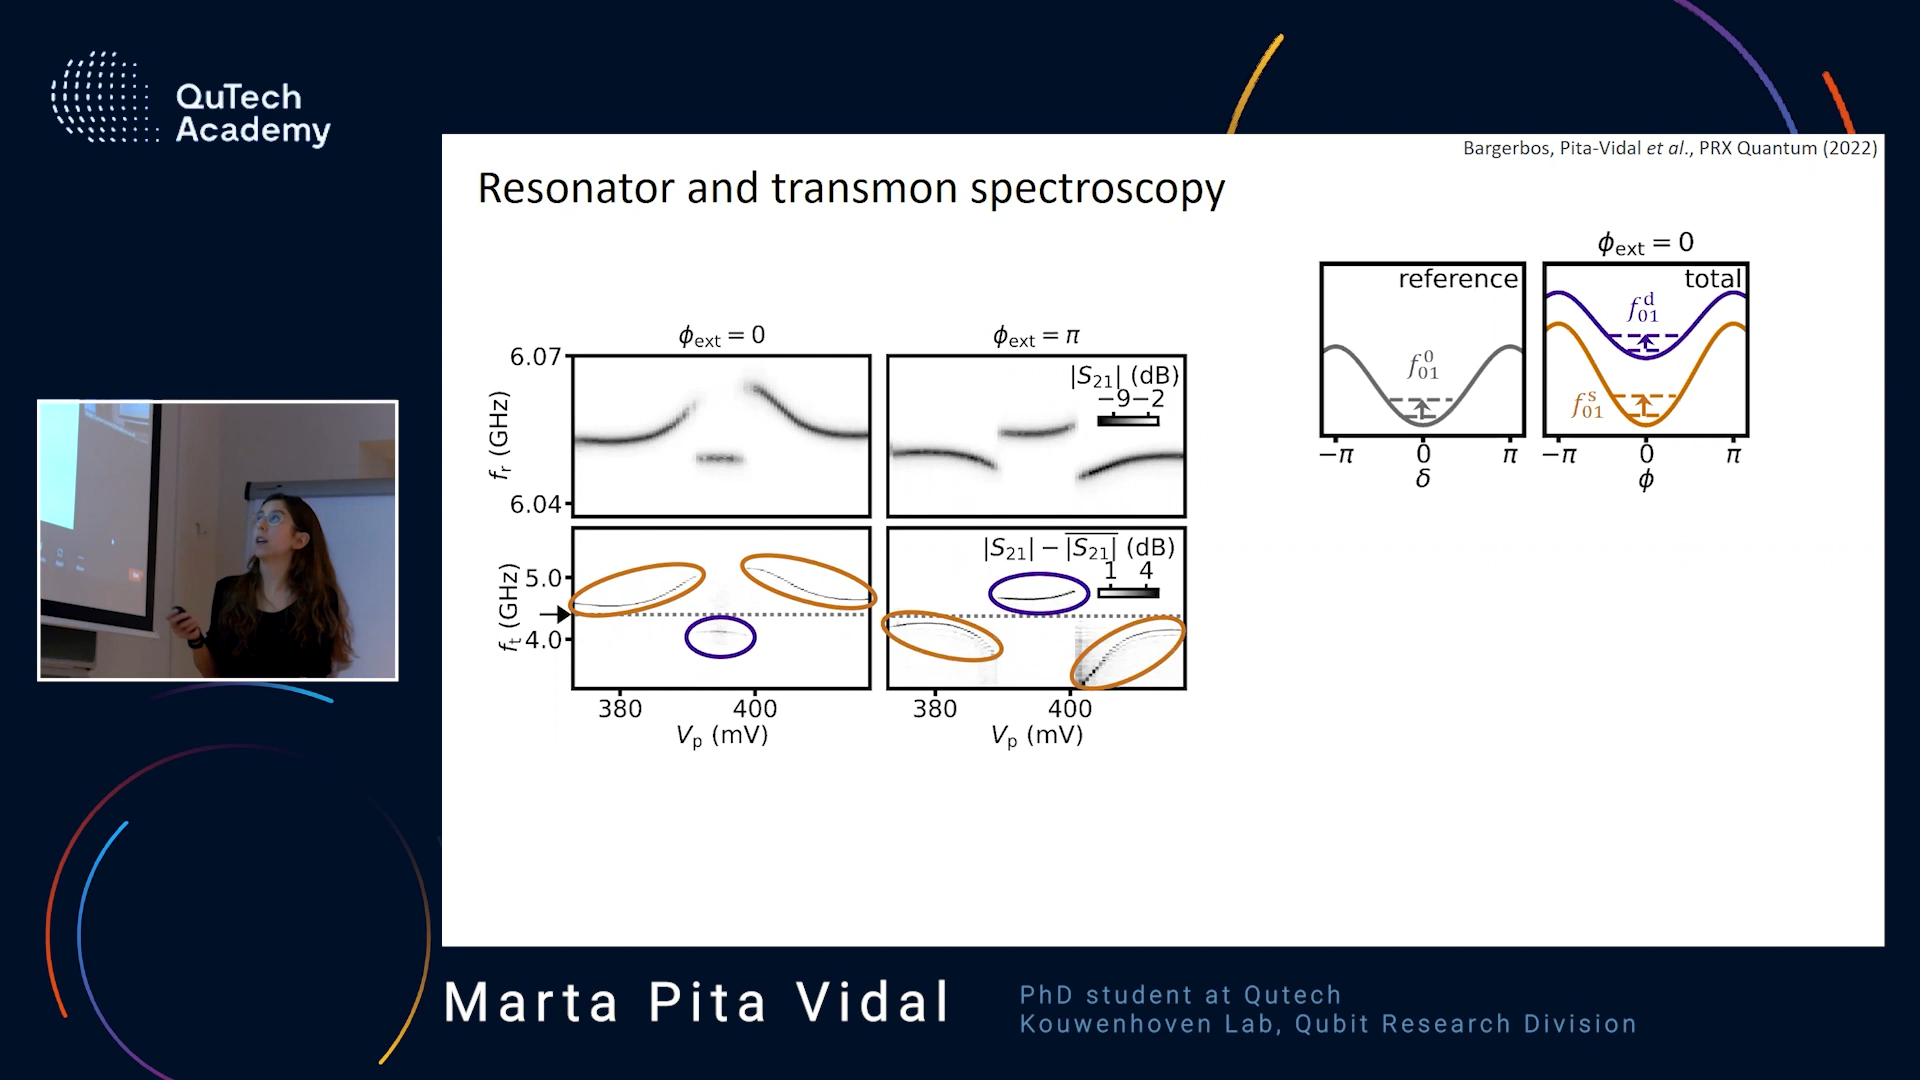 QuTech
Academy
Bargerbos, Pita-Vidal et al., PRX Quantum (2022)
Resonator and transmon spectroscopy
ϕext = 0
reference
total
f01^0
f01^d
f01^s
−π 0 π
δ
−π 0 π
ϕ
ϕext = 0
ϕext = π
6.07
6.04
fr (GHz)
|S21| (dB)
−9 −2
5.0
4.0
ft (GHz)
|S21| − |S21| (dB)
1 4
380 400
Vp (mV)
380 400
Vp (mV)
Marta Pita Vidal
PhD student at Qutech
Kouwenhoven Lab, Qubit Research Division